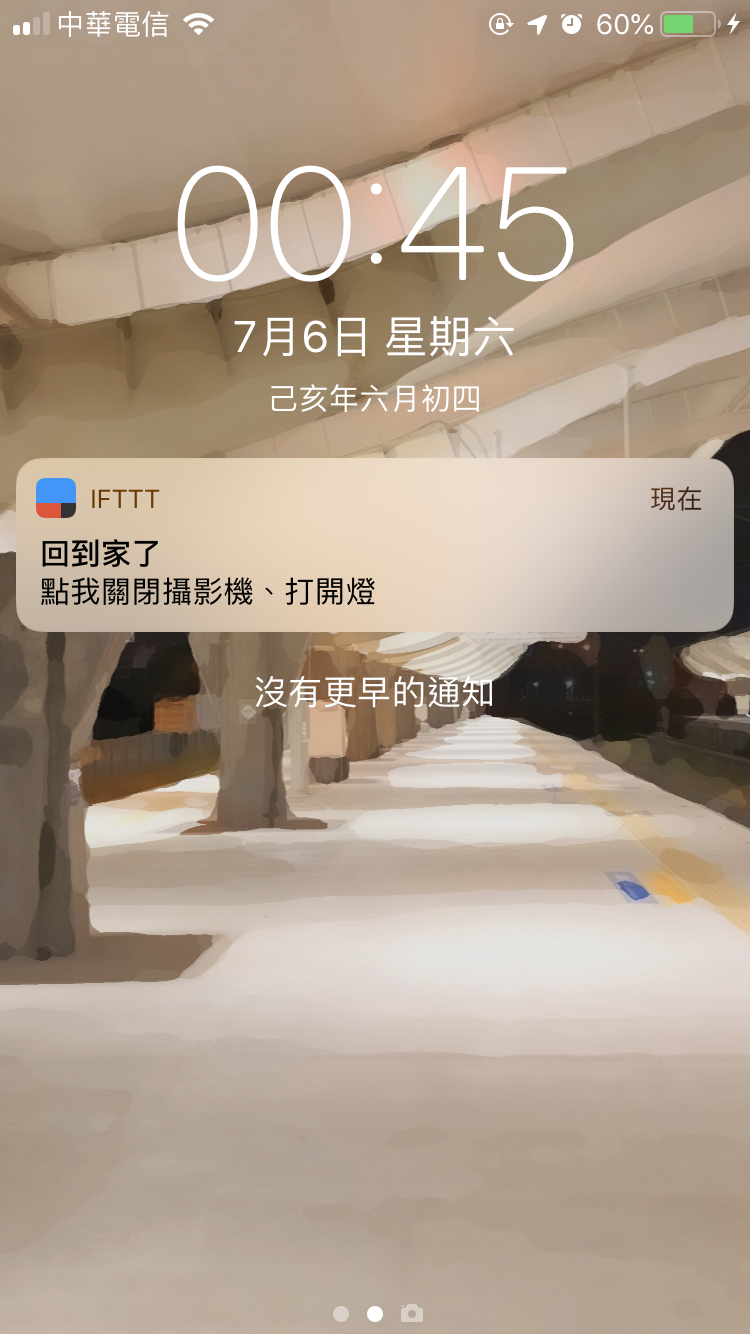 中華電信 60%
00:45
7月6日 星期六
己亥年六月初四
IFTTT 現在
回到家了
點我關閉攝影機、打開燈
沒有更早的通知